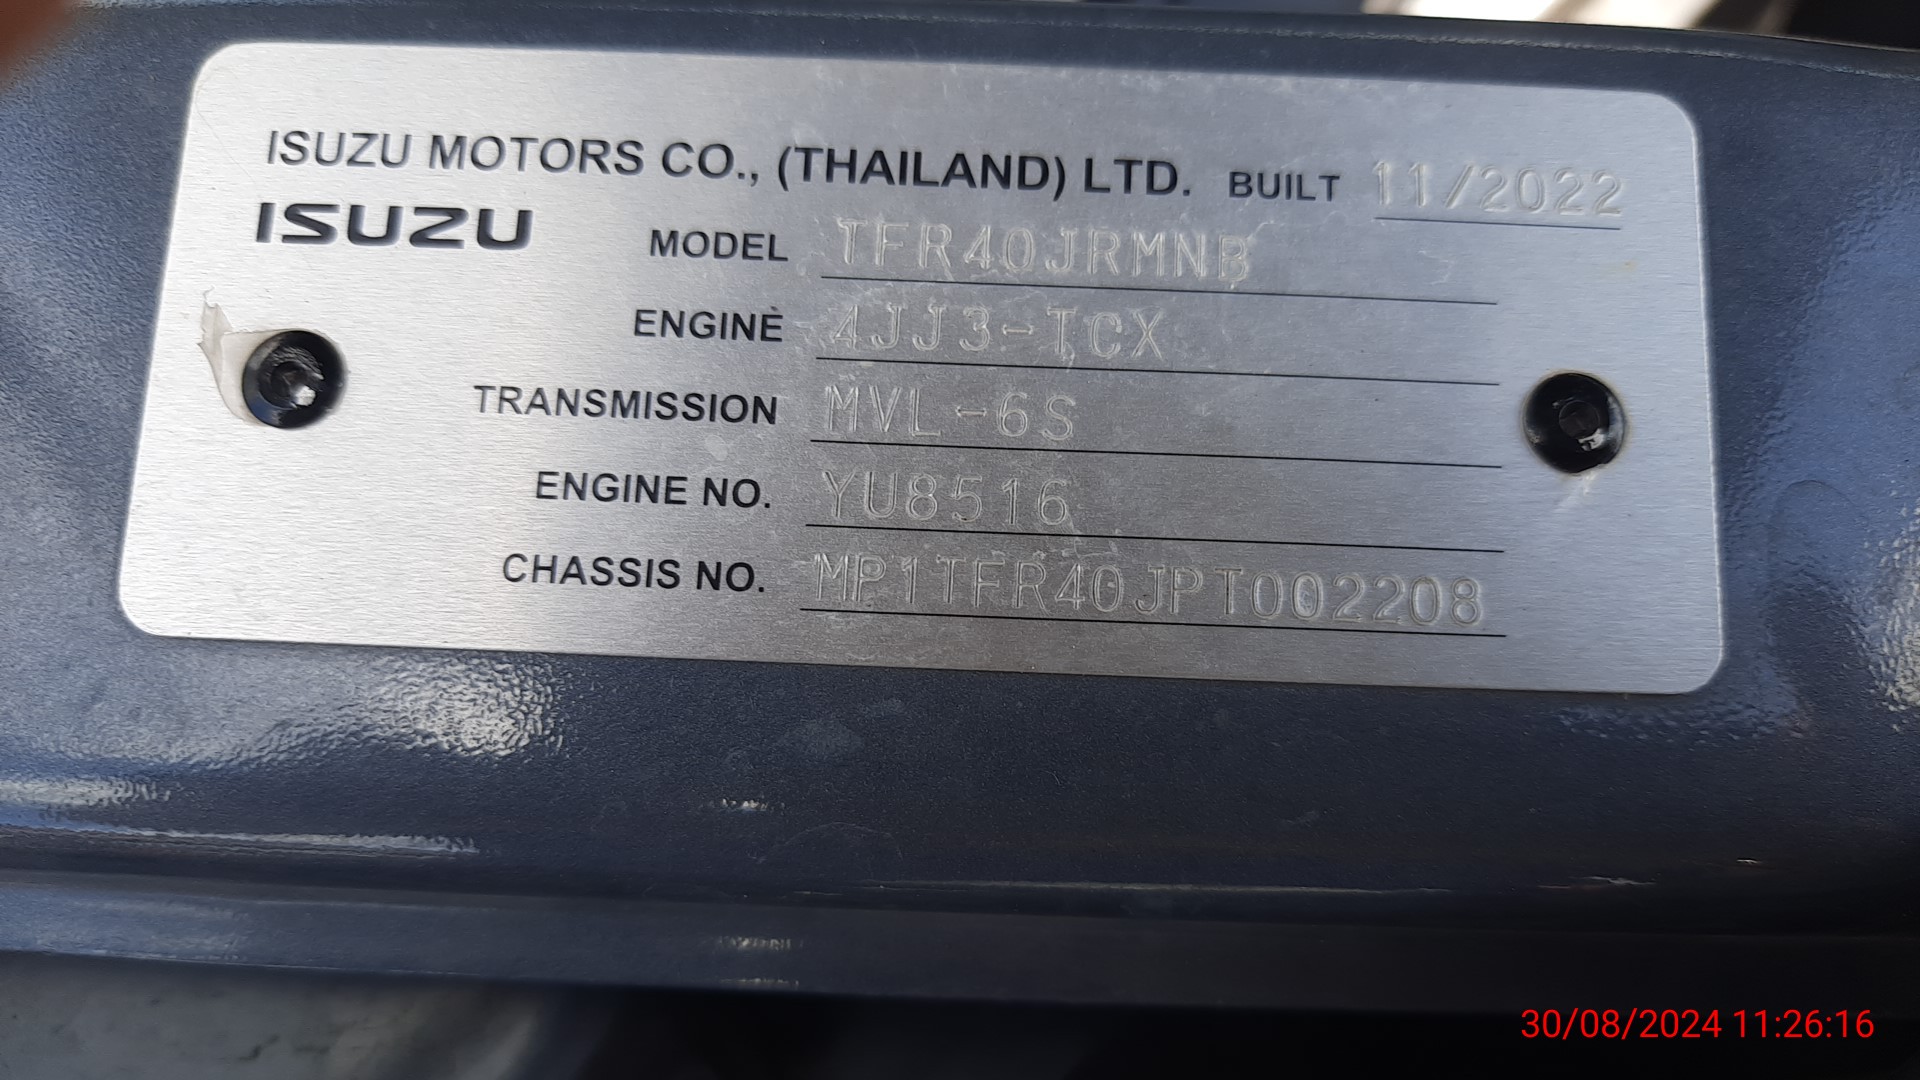 ISUZU MOTORS CO., (THAILAND) LTD. BUILT 11/2022
ISUZU
MODEL TFR40JRMNB
ENGINE 4JJ3-TCX
TRANSMISSION MVL-6S
ENGINE NO. YU8516
CHASSIS NO. MP1TFR40JPT002208
30/08/2024 11:26:16